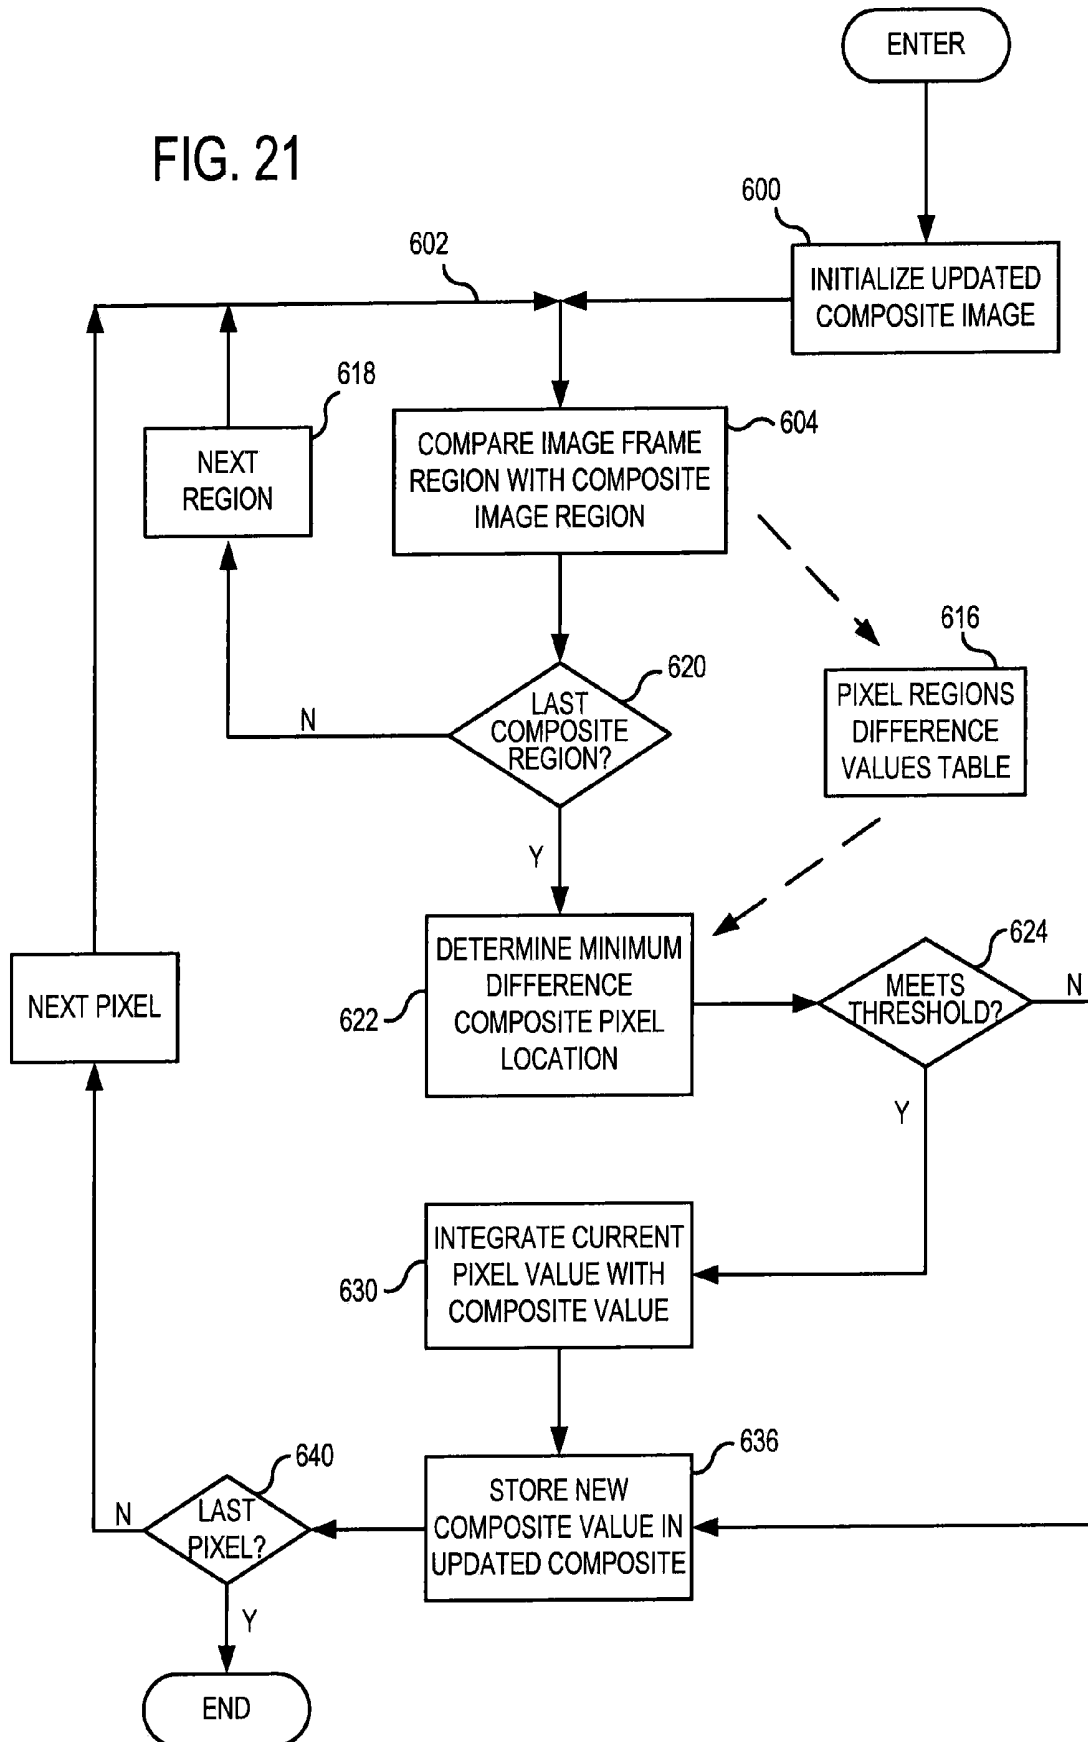 ENTER
FIG. 21
600
INITIALIZE UPDATED
COMPOSITE IMAGE
602
618
NEXT
REGION
604
COMPARE IMAGE FRAME
REGION WITH COMPOSITE
IMAGE REGION
616
PIXEL REGIONS
DIFFERENCE
VALUES TABLE
620
LAST
COMPOSITE
REGION?
N
Y
NEXT PIXEL
622
DETERMINE MINIMUM
DIFFERENCE
COMPOSITE PIXEL
LOCATION
624
MEETS
THRESHOLD?
N
Y
630
INTEGRATE CURRENT
PIXEL VALUE WITH
COMPOSITE VALUE
636
STORE NEW
COMPOSITE VALUE IN
UPDATED COMPOSITE
640
LAST
PIXEL?
N
Y
END